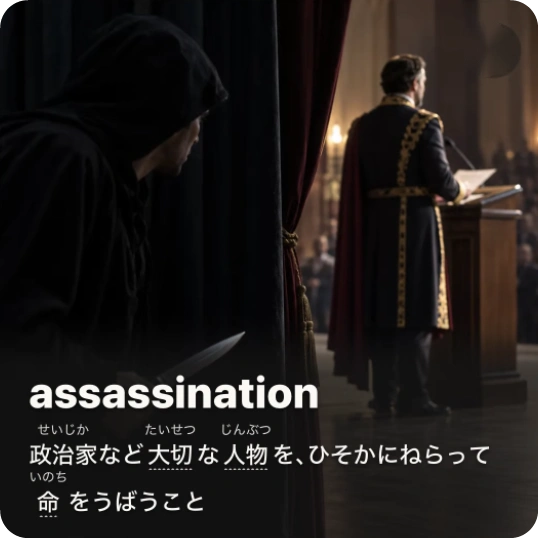 assassination
せいじか たいせつ じんぶつ
政治家など大切な人物を、ひそかにねらって
いのち
命をうばうこと